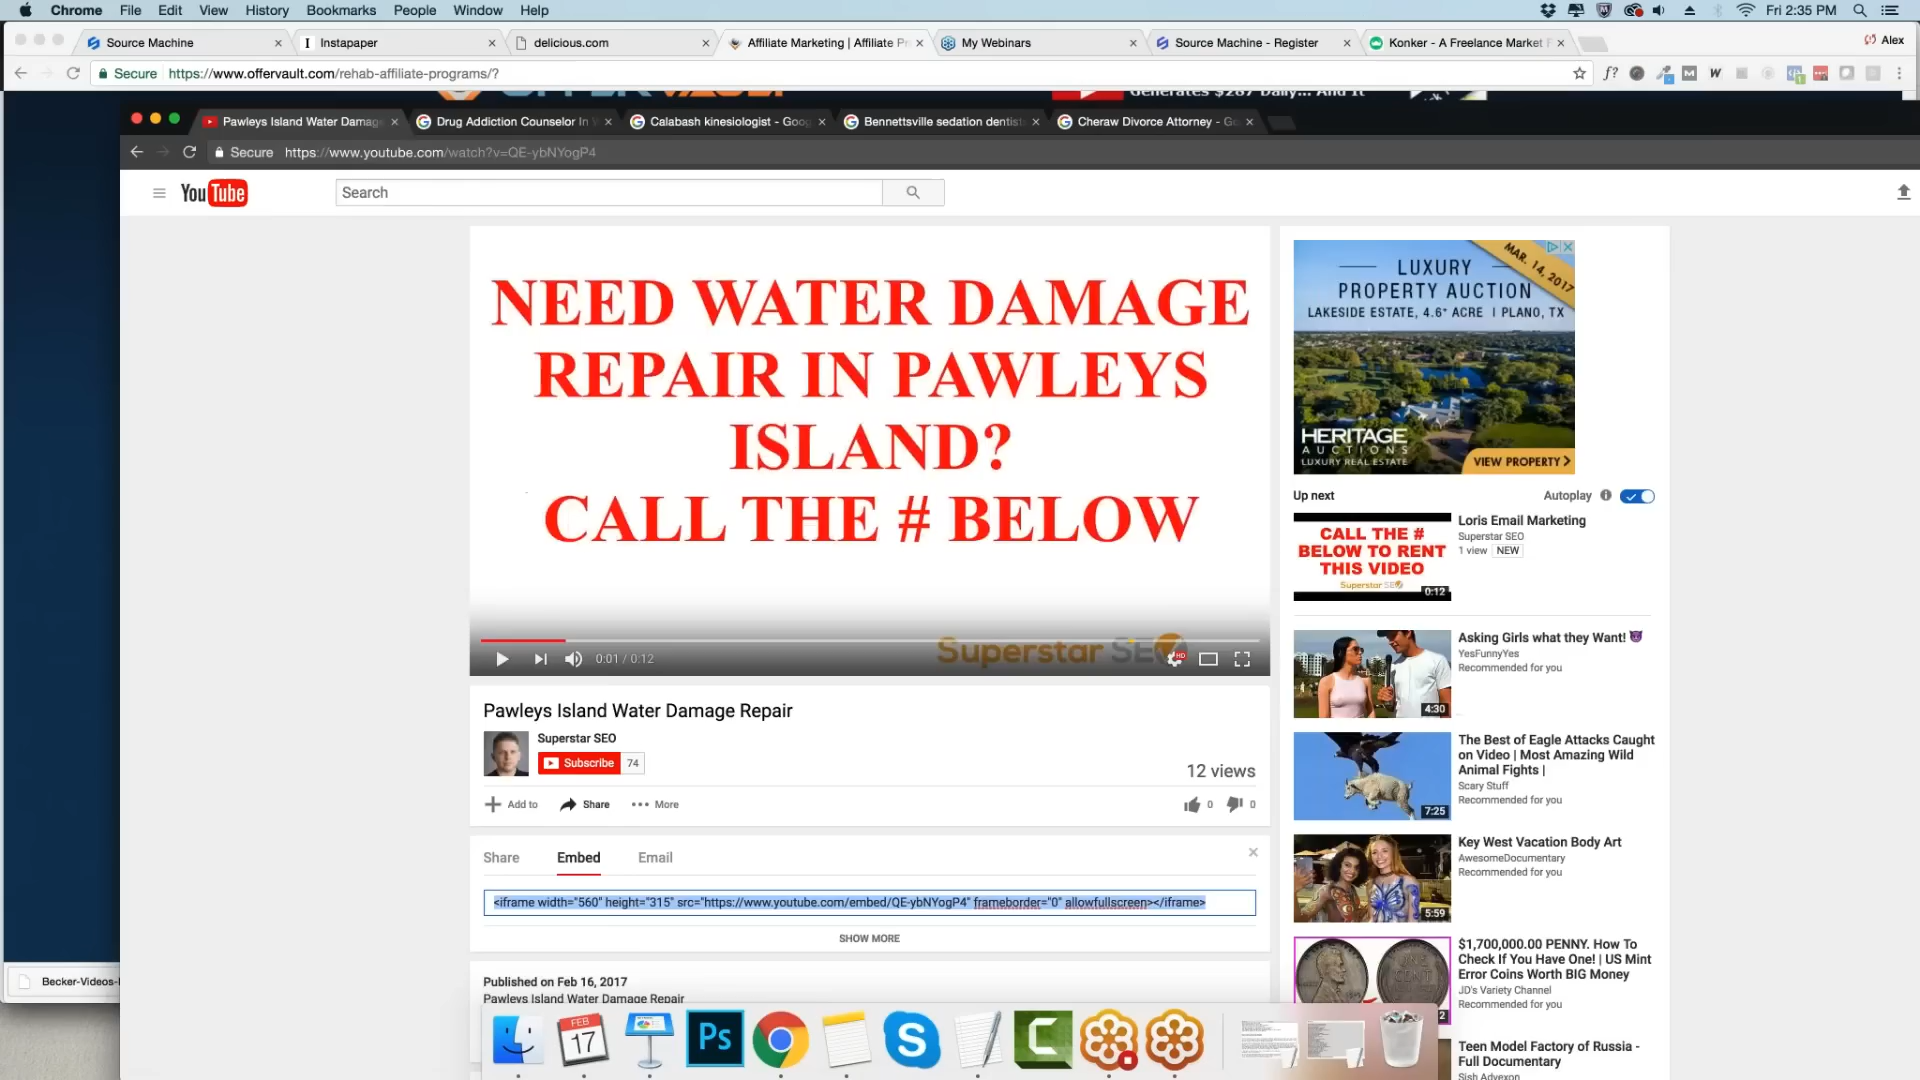 Chrome File Edit View History Bookmarks People Window Help
Fri 2:35 PM
Source Machine
Instapaper
delicious.com
Affiliate Marketing | Affiliate Pr
My Webinars
Source Machine - Register
Konker - A Freelance Market F
Alex
Secure https://www.offervault.com/rehab-affiliate-programs/?
Generates $287 Daily... And It
Pawleys Island Water Damage
Drug Addiction Counselor In
Calabash kinesiologist - Goog
Bennettsville sedation dentist
Cheraw Divorce Attorney - Go
Secure https://www.youtube.com/watch?v=QE-ybNYogP4
YouTube
Search
NEED WATER DAMAGE
REPAIR IN PAWLEYS
ISLAND?
CALL THE # BELOW
Superstar SEO
0:01 / 0:12
HD
Pawleys Island Water Damage Repair
Superstar SEO
Subscribe 74
12 views
Add to Share More
0 0
Share Embed Email
<iframe width="560" height="315" src="https://www.youtube.com/embed/QE-ybNYogP4" frameborder="0" allowfullscreen></iframe>
SHOW MORE
Published on Feb 16, 2017
Pawleys Island Water Damage Repair
MAR. 14, 2017
LUXURY
PROPERTY AUCTION
LAKESIDE ESTATE, 4.6+ ACRE | PLANO, TX
HERITAGE
AUCTIONS
LUXURY REAL ESTATE
VIEW PROPERTY
Up next
Autoplay
CALL THE #
BELOW TO RENT
THIS VIDEO
Superstar SEO
0:12
Loris Email Marketing
Superstar SEO
1 view NEW
4:30
Asking Girls what they Want!
YesFunnyYes
Recommended for you
7:25
The Best of Eagle Attacks Caught
on Video | Most Amazing Wild
Animal Fights |
Scary Stuff
Recommended for you
5:59
Key West Vacation Body Art
AwesomeDocumentary
Recommended for you
$1,700,000.00 PENNY. How To
Check if You Have One! | US Mint
Error Coins Worth BIG Money
JD's Variety Channel
Recommended for you
Teen Model Factory of Russia -
Full Documentary
Sish Advexon
Becker-Videos-
FEB
17
Ps